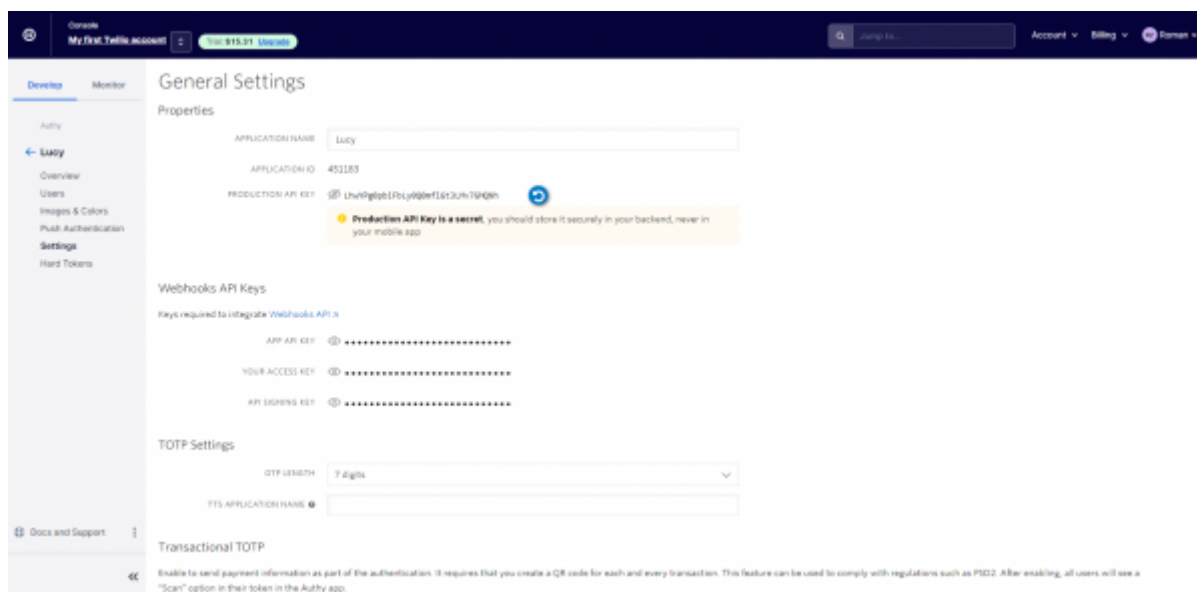 Console
My first Twilio account
Trial: $15.31 Upgrade
Jump to...
Account
Billing
Roman
Develop
Monitor
Authy
Lucy
Overview
Users
Images & Colors
Push Authentication
Settings
Hard Tokens
Docs and Support
General Settings
Properties
APPLICATION NAME
Lucy
APPLICATION ID
451183
PRODUCTION API KEY
Production API Key is a secret, you should store it securely in your backend, never in
your mobile app
Webhooks API Keys
Keys required to integrate Webhooks API
APP API KEY
YOUR ACCESS KEY
API SIGNING KEY
TOTP Settings
OTP LENGTH
7 digits
TTS APPLICATION NAME
Transactional TOTP
Enable to send payment information as part of the authentication. It requires that you create a QR code for each and every transaction. This feature can be used to comply with regulations such as PSD2. After enabling, all users will see a
"Scan" option in their token in the Authy app.